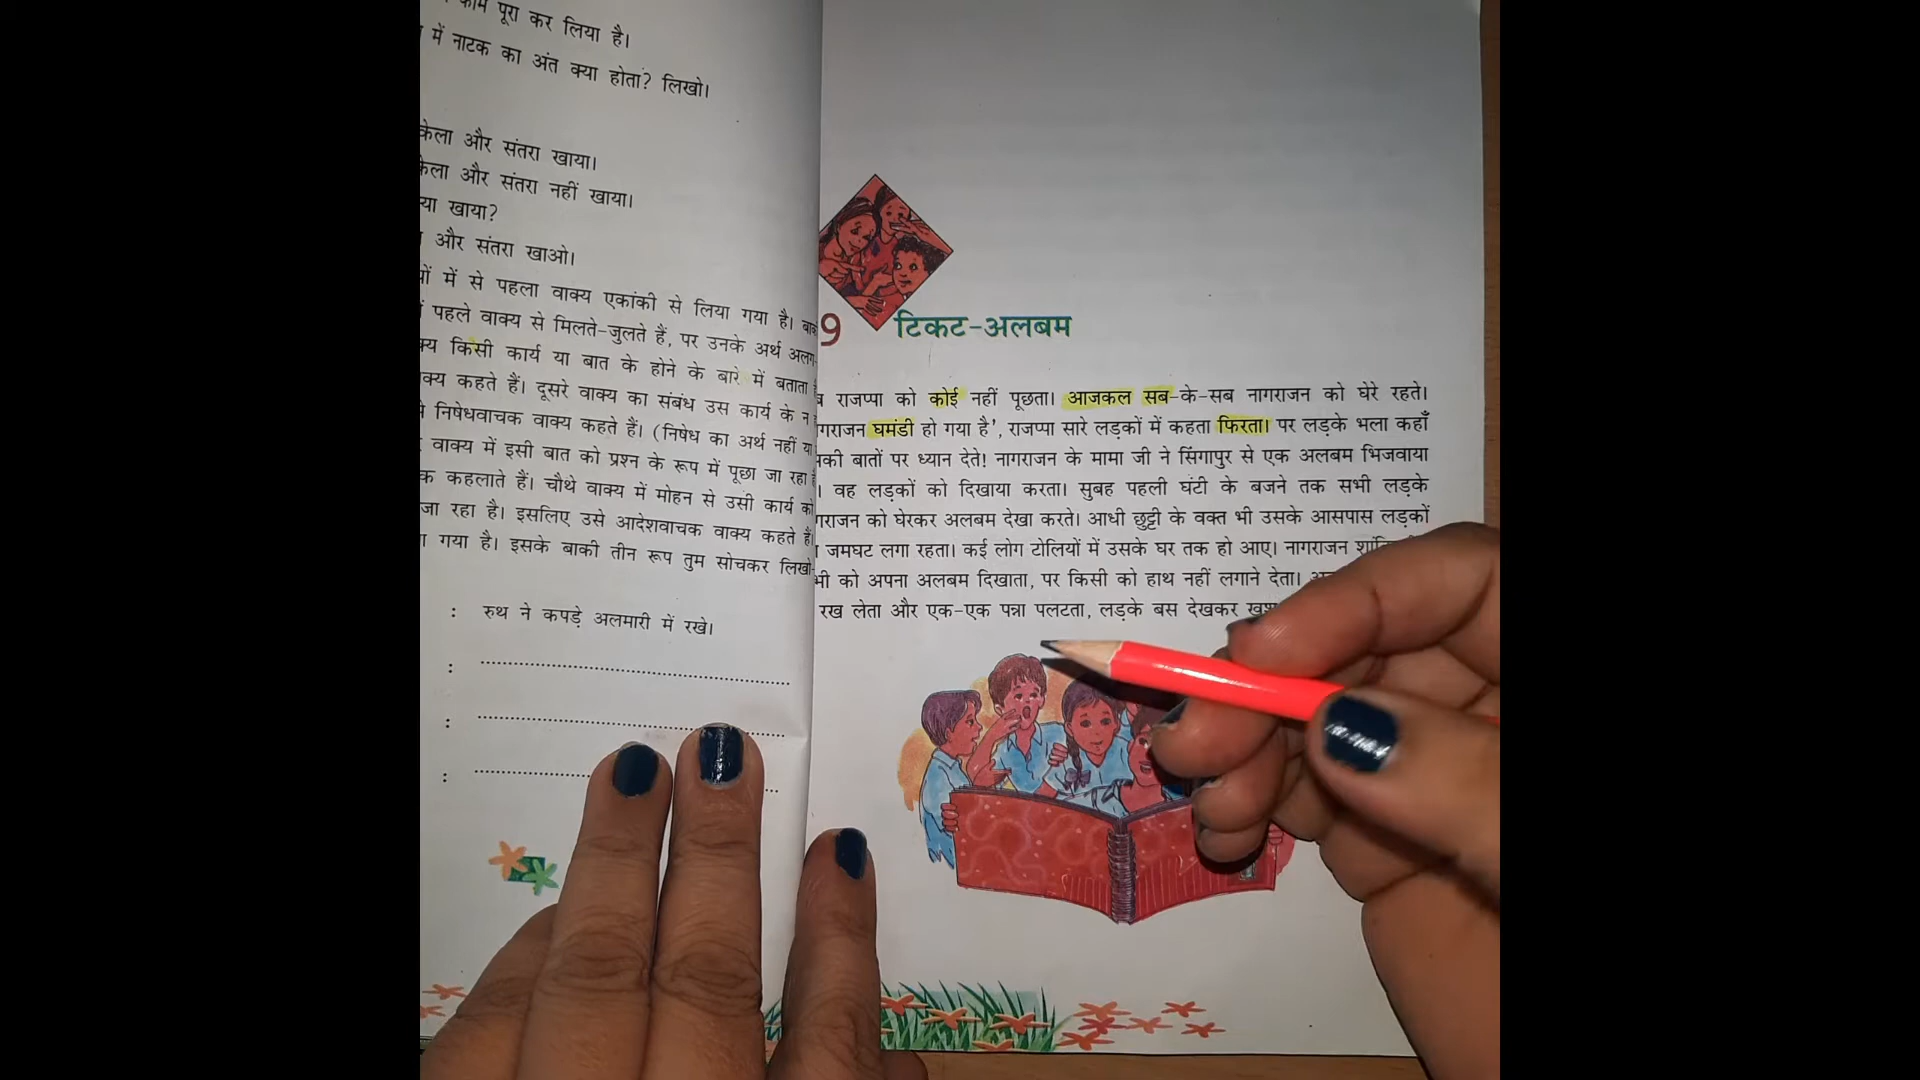 काम पूरा कर लिया है।
में नाटक का अंत क्या होता? लिखो।
केला और संतरा खाया।
केला और संतरा नहीं खाया।
क्या खाया?
और संतरा खाओ।
में से पहला वाक्य एकांकी से लिया गया है।
पहले वाक्य से मिलते-जुलते हैं, पर उनके अर्थ अलग-
किसी कार्य या बात के होने के बारे में बताता
कहते हैं। दूसरे वाक्य का संबंध उस कार्य के न
निषेधवाचक वाक्य कहते हैं। (निषेध का अर्थ नहीं या
वाक्य में इसी बात को प्रश्न के रूप में पूछा जा रहा
कहलाते हैं। चौथे वाक्य में मोहन से उसी कार्य को
जा रहा है। इसलिए उसे आदेशवाचक वाक्य कहते हैं।
गया है। इसके बाकी तीन रूप तुम सोचकर लिखो-
: रुथ ने कपड़े अलमारी में रखे।
:
:
:
9 टिकट-अलबम
राजप्पा को कोई नहीं पूछता। आजकल सब-के-सब नागराजन को घेरे रहते।
घमंडी हो गया है', राजप्पा सारे लड़कों में कहता फिरता। पर लड़के भला कहाँ
बातों पर ध्यान देते! नागराजन के मामा जी ने सिंगापुर से एक अलबम भिजवाया
। वह लड़कों को दिखाया करता। सुबह पहली घंटी के बजने तक सभी लड़के
को घेरकर अलबम देखा करते। आधी छुट्टी के वक्त भी उसके आसपास लड़कों
जमघट लगा रहता। कई लोग टोलियों में उसके घर तक हो आए। नागराजन
को अपना अलबम दिखाता, पर किसी को हाथ नहीं लगाने देता।
रख लेता और एक-एक पन्ना पलटता, लड़के बस देखकर